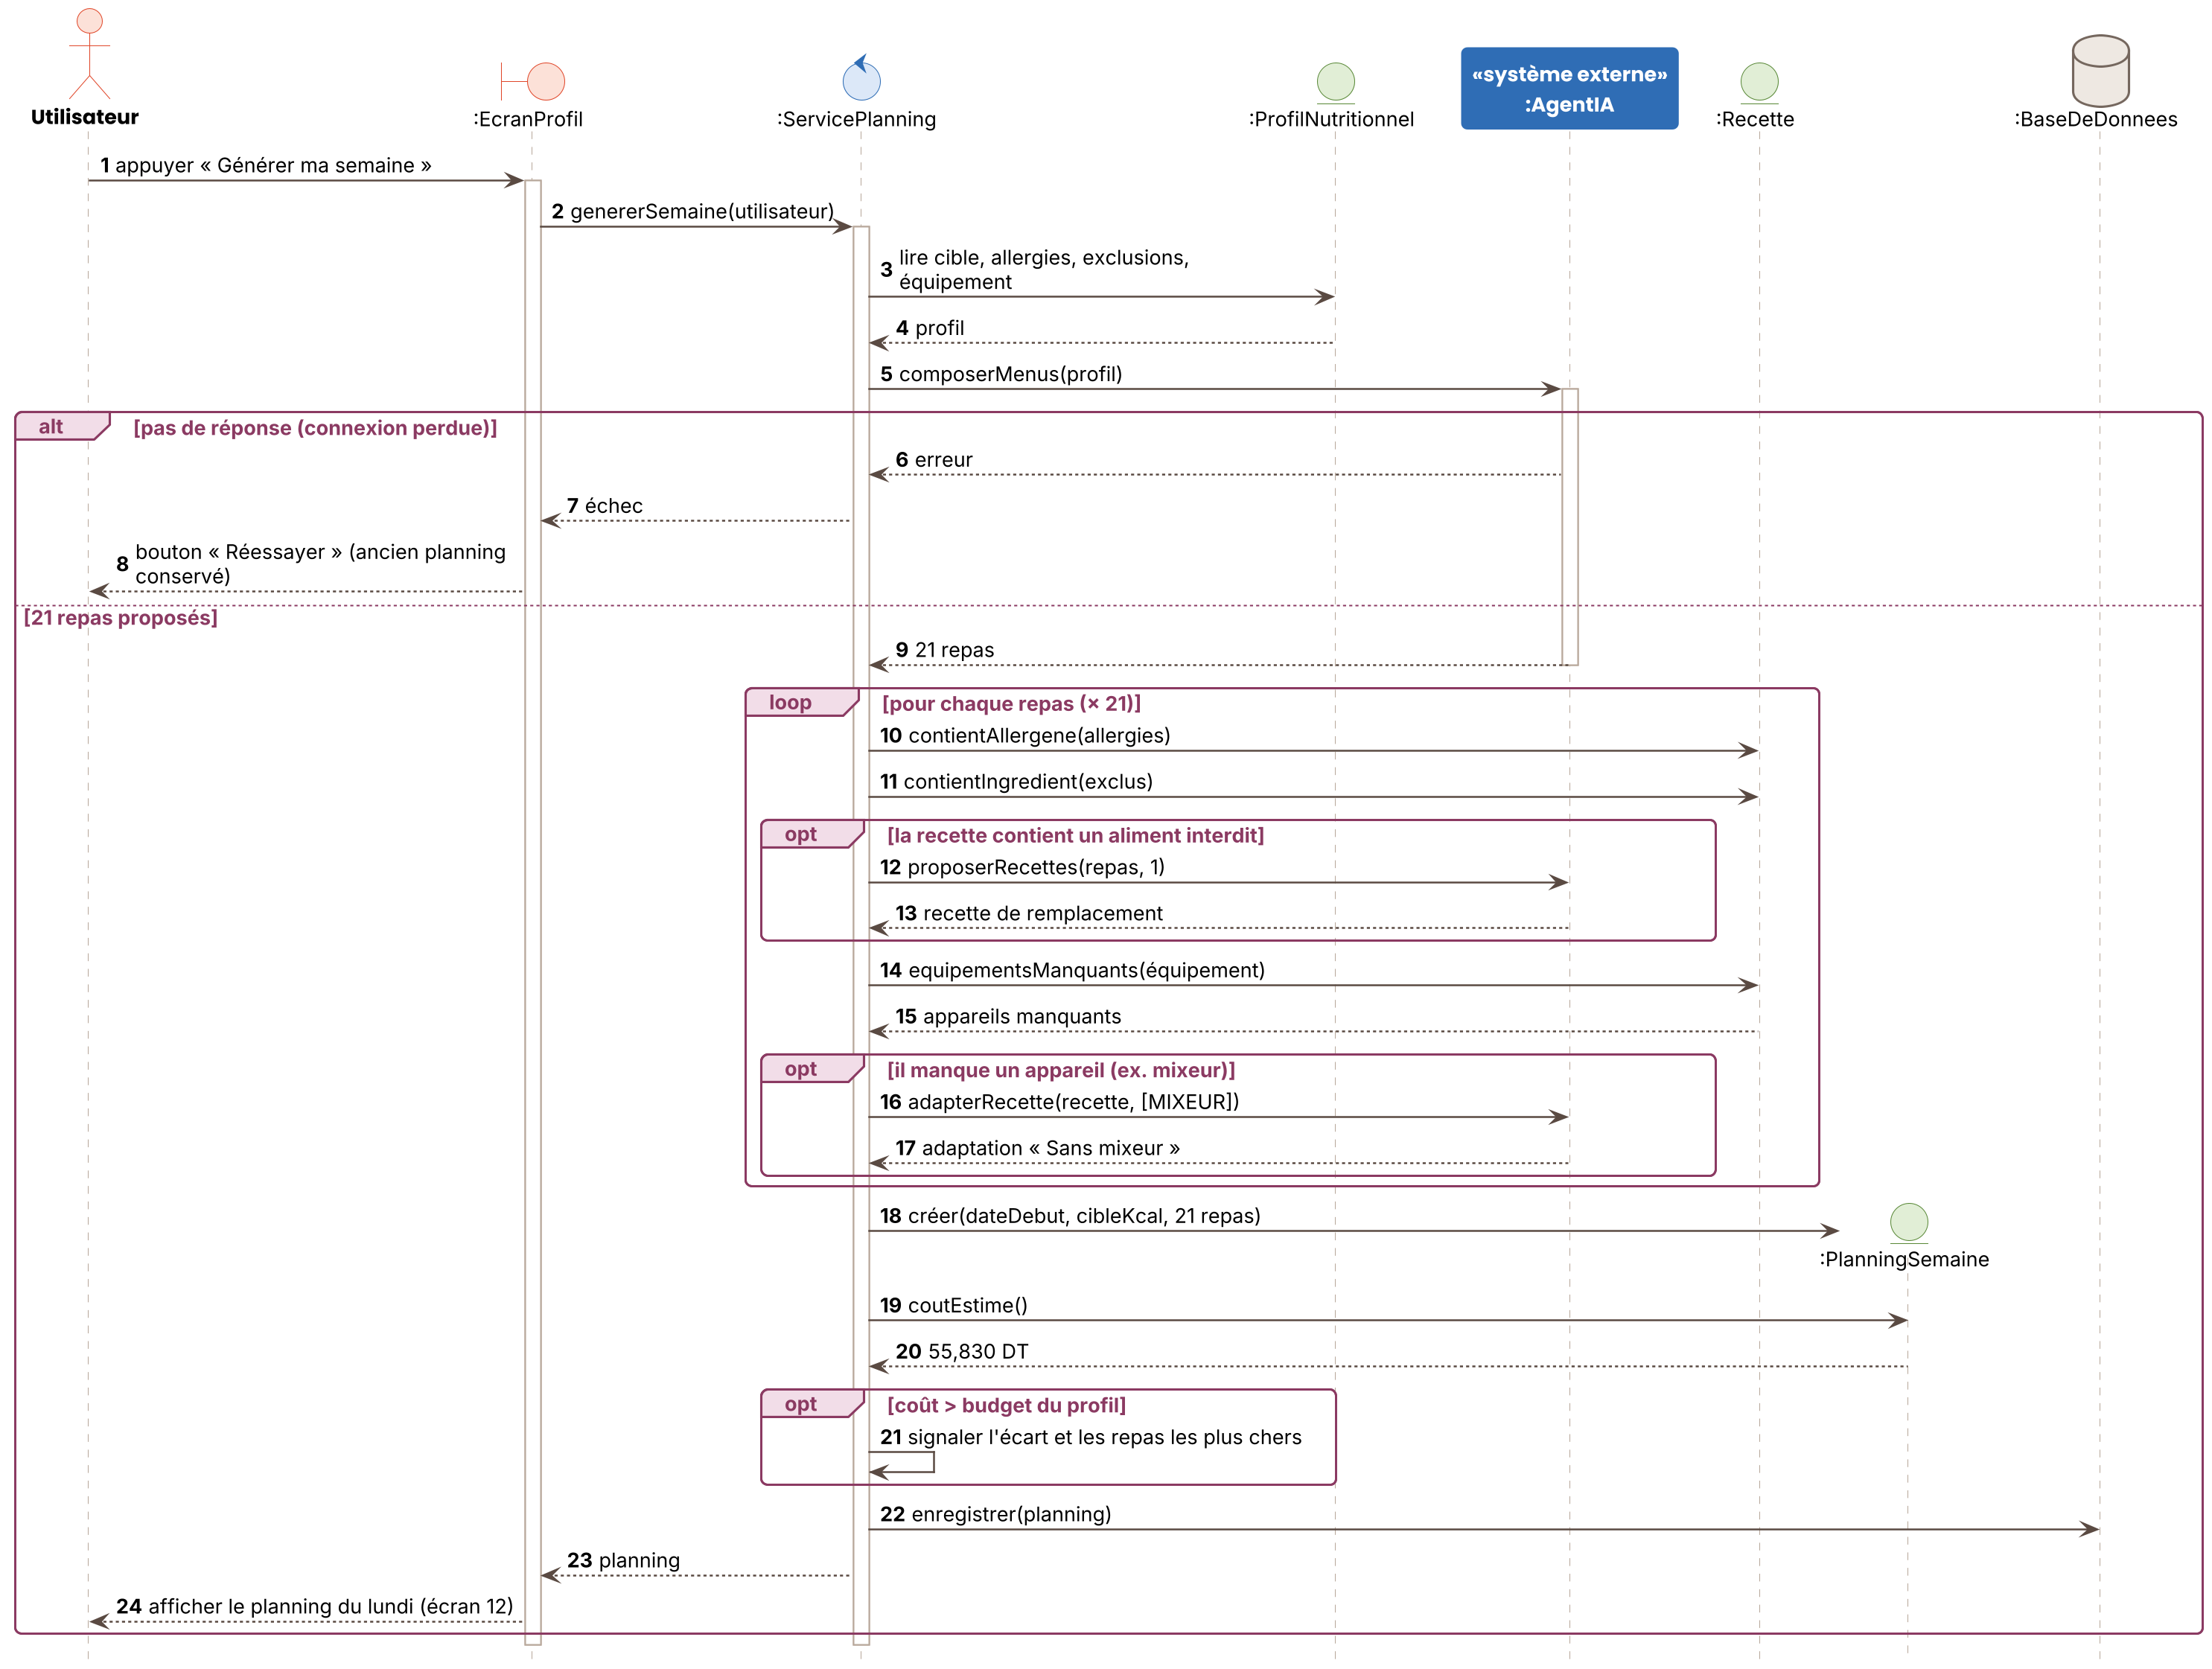 «système externe»
:AgentIA
Utilisateur
:EcranProfil
:ServicePlanning
:ProfilNutritionnel
:Recette
:BaseDeDonnees
1 appuyer « Générer ma semaine »
2 genererSemaine(utilisateur)
3 lire cible, allergies, exclusions,
équipement
4 profil
5 composerMenus(profil)
alt [pas de réponse (connexion perdue)]
6 erreur
7 échec
8 bouton « Réessayer » (ancien planning
conservé)
[21 repas proposés]
9 21 repas
loop [pour chaque repas (× 21)]
10 contientAllergene(allergies)
11 contientIngredient(exclus)
opt [la recette contient un aliment interdit]
12 proposerRecettes(repas, 1)
13 recette de remplacement
14 equipementsManquants(équipement)
15 appareils manquants
opt [il manque un appareil (ex. mixeur)]
16 adapterRecette(recette, [MIXEUR])
17 adaptation « Sans mixeur »
18 créer(dateDebut, cibleKcal, 21 repas)
:PlanningSemaine
19 coutEstime()
20 55,830 DT
opt [coût > budget du profil]
21 signaler l'écart et les repas les plus chers
22 enregistrer(planning)
23 planning
24 afficher le planning du lundi (écran 12)